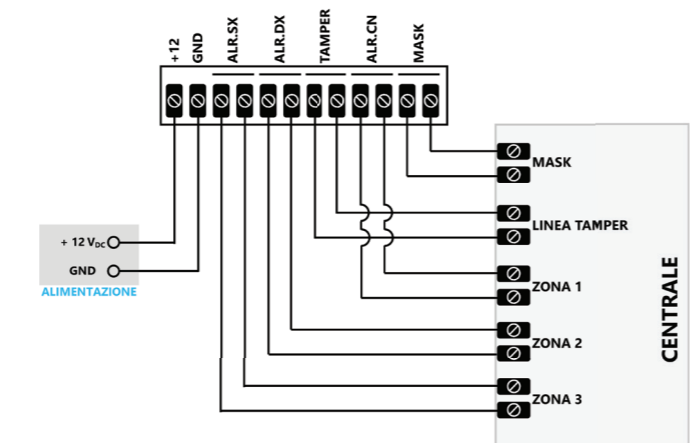 +12
GND
ALR.SX
ALR.DX
TAMPER
ALR.CN
MASK
MASK
LINEA TAMPER
+ 12 VDC
GND
ALIMENTAZIONE
ZONA 1
ZONA 2
ZONA 3
CENTRALE